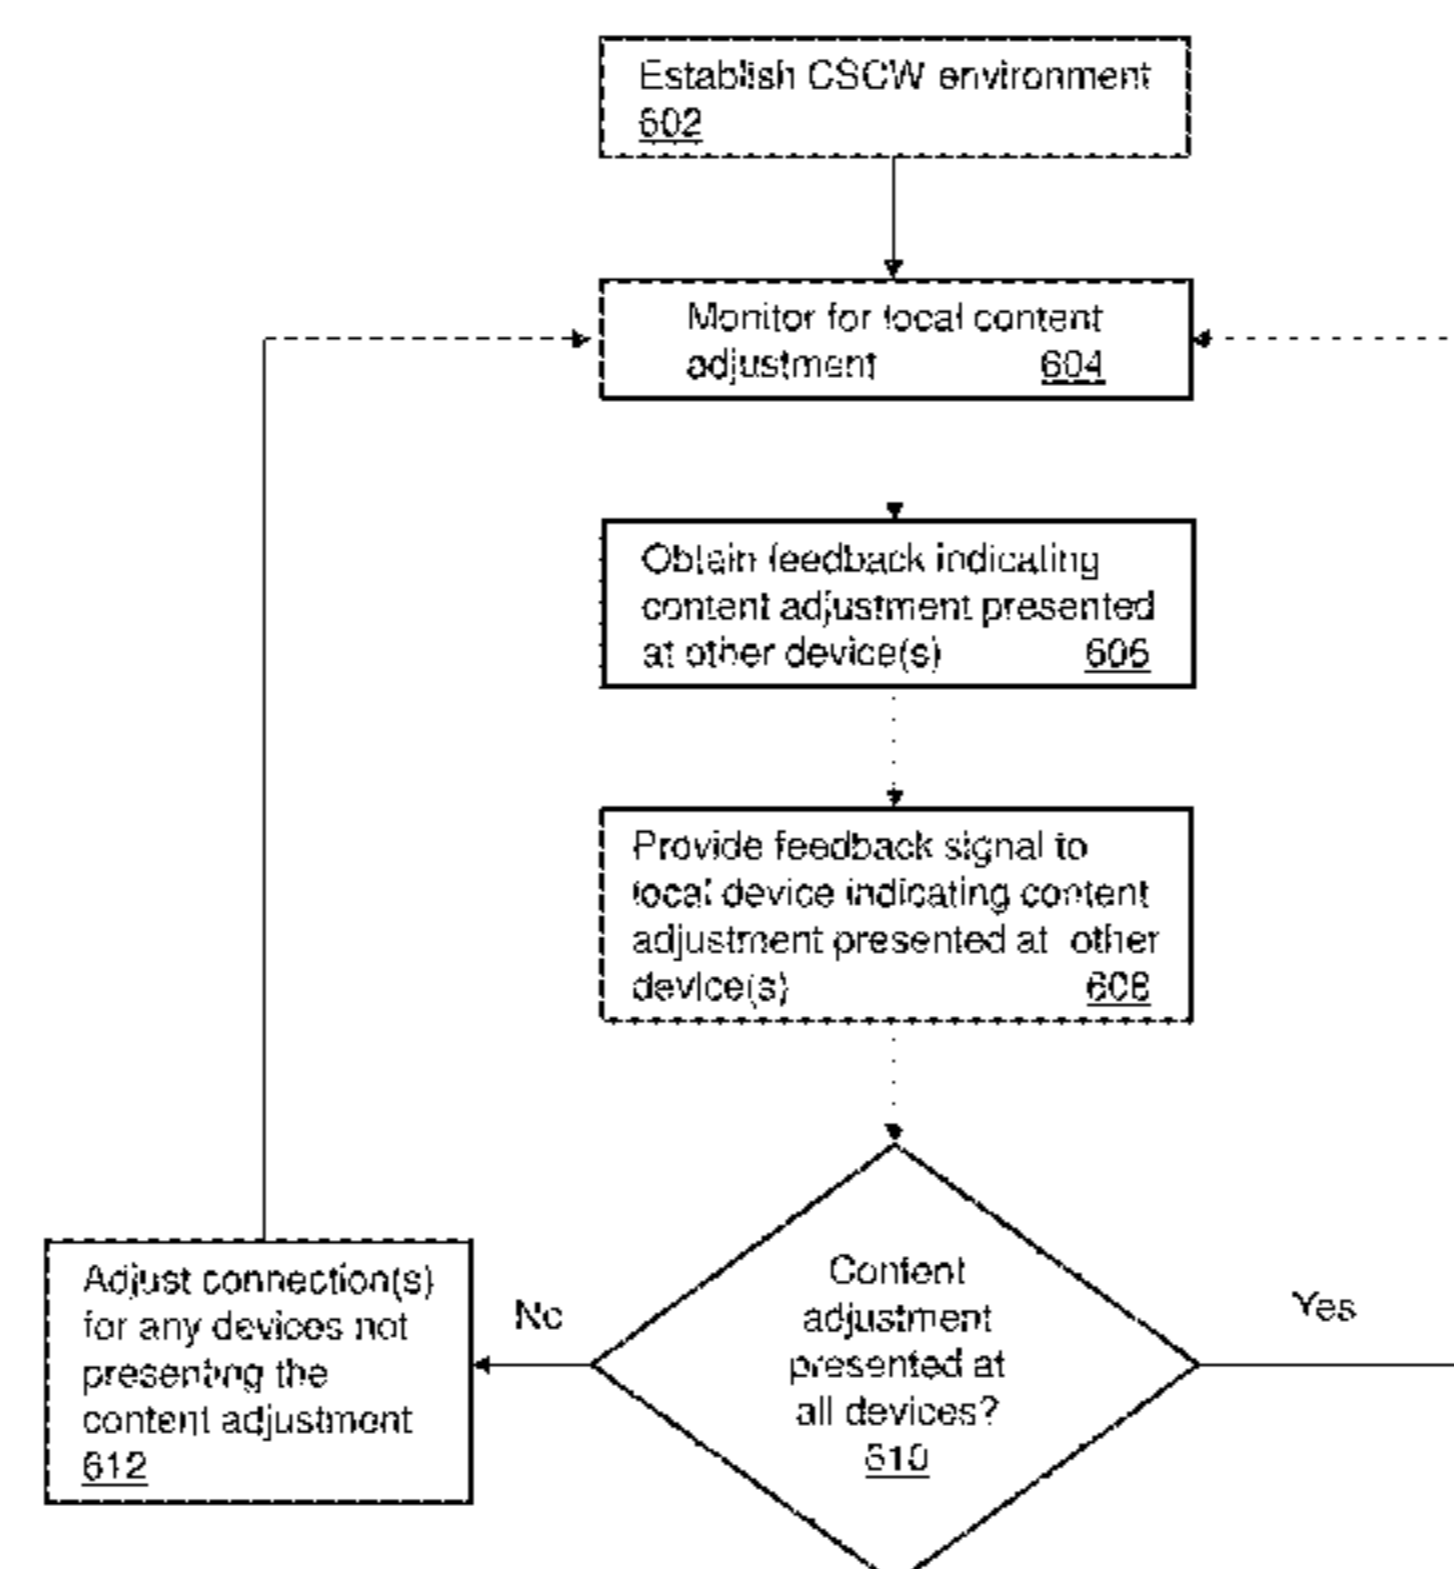 Establish CSCW environment
602
Monitor for local content
adjustment 604
Obtain feedback indicating
content adjustment presented
at other device(s) 606
Provide feedback signal to
local device indicating content
adjustment presented at other
device(s) 608
Content
adjustment
presented at
all devices?
610
No
Yes
Adjust connection(s)
for any devices not
presenting the
content adjustment
612